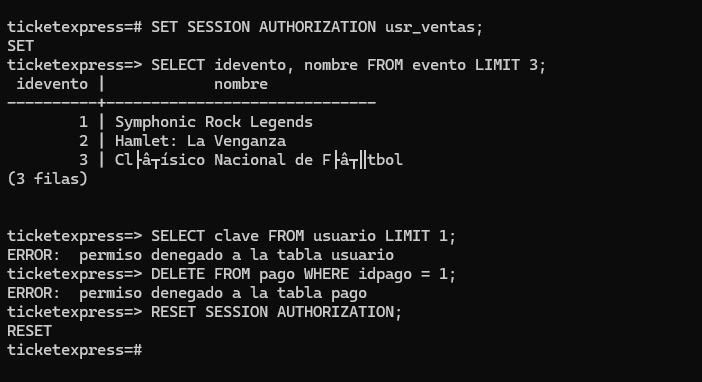 ticketexpress=# SET SESSION AUTHORIZATION usr_ventas;
SET
ticketexpress=> SELECT idevento, nombre FROM evento LIMIT 3;
 idevento |            nombre
----------+------------------------------
        1 | Symphonic Rock Legends
        2 | Hamlet: La Venganza
        3 | Cl├â┬ísico Nacional de F├â┬║tbol
(3 filas)
ticketexpress=> SELECT clave FROM usuario LIMIT 1;
ERROR:  permiso denegado a la tabla usuario
ticketexpress=> DELETE FROM pago WHERE idpago = 1;
ERROR:  permiso denegado a la tabla pago
ticketexpress=> RESET SESSION AUTHORIZATION;
RESET
ticketexpress=#